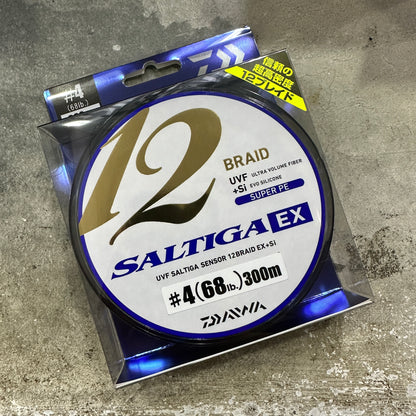 #4
(68lb.)
信頼の
超高密度
12ブレイド
12
BRAID
UVF ULTRA VOLUME FIBER
+Si EVO SILICONE
SUPER PE
SALTIGA EX
UVF SALTIGA SENSOR 12BRAID EX+Si
#4(68lb.)300m
DAIWA